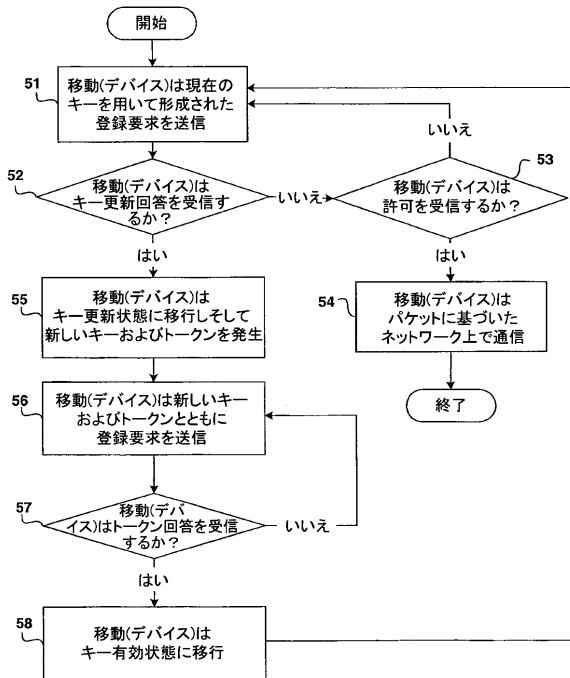 開始
51
移動(デバイス)は現在の
キーを用いて形成された
登録要求を送信
いいえ
52
移動(デバイス)は
キー更新回答を受信す
るか？
いいえ
53
移動(デバイス)は
許可を受信するか？
はい
はい
55
移動(デバイス)は
キー更新状態に移行しそして
新しいキーおよびトークンを発生
54
移動(デバイス)は
パケットに基づいた
ネットワーク上で通信
56
移動(デバイス)は新しいキー
およびトークンとともに
登録要求を送信
終了
57
移動(デバ
イス)はトークン回答を受信
するか？
いいえ
はい
58
移動(デバイス)は
キー有効状態に移行